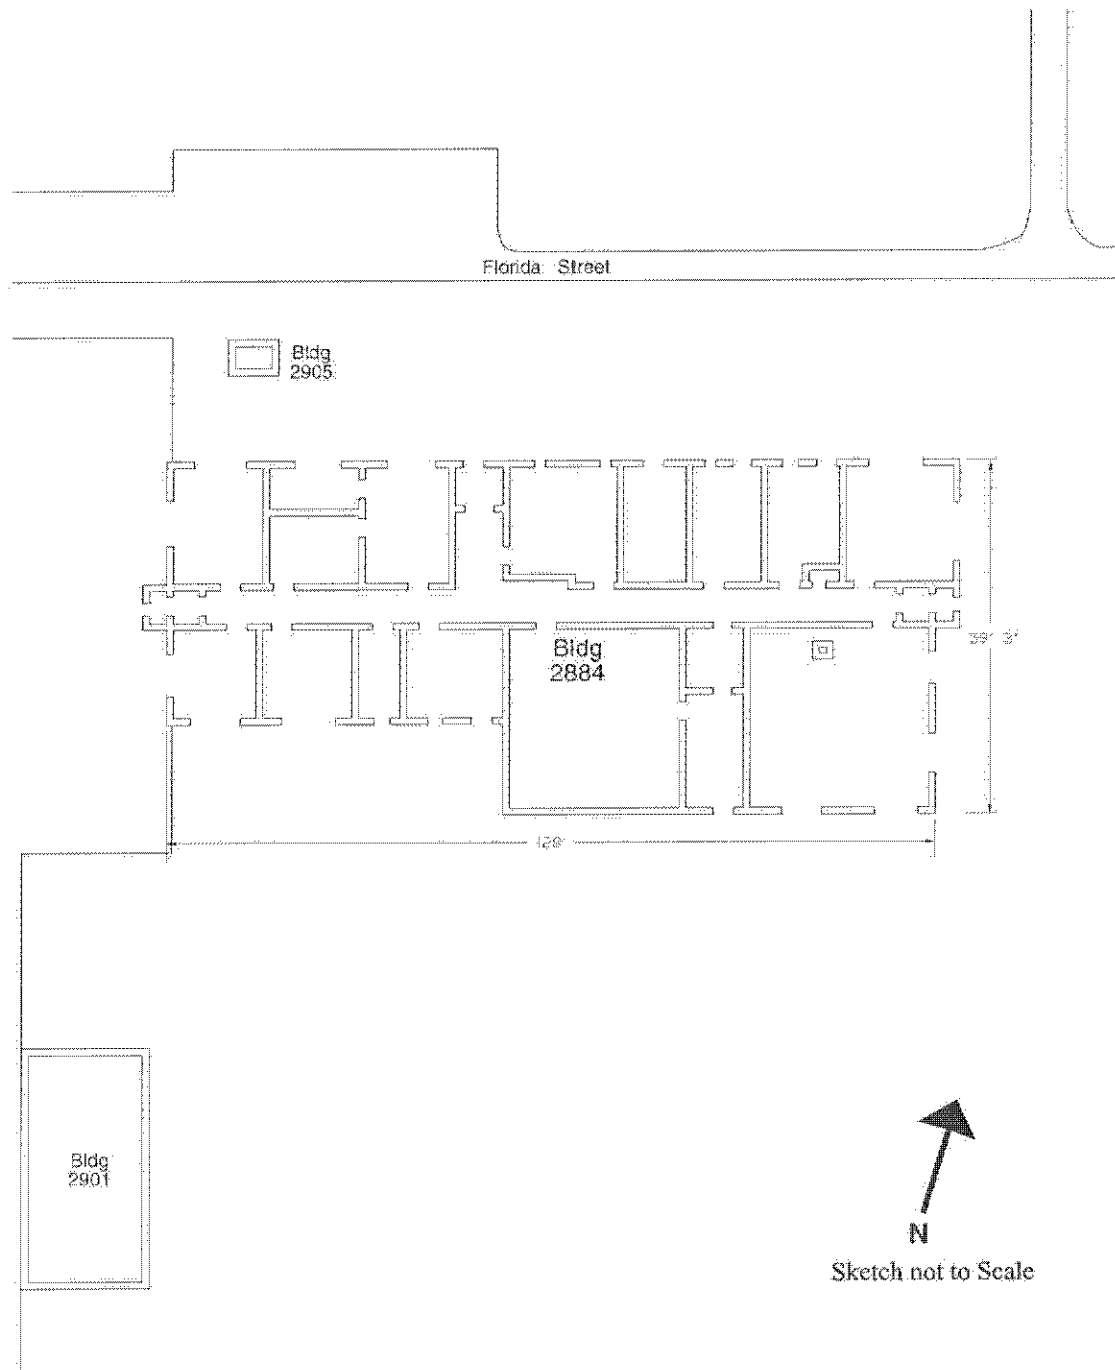 Florida Street
Bldg
2905
Bldg
2884
128'
Bldg
2901
N
Sketch not to Scale